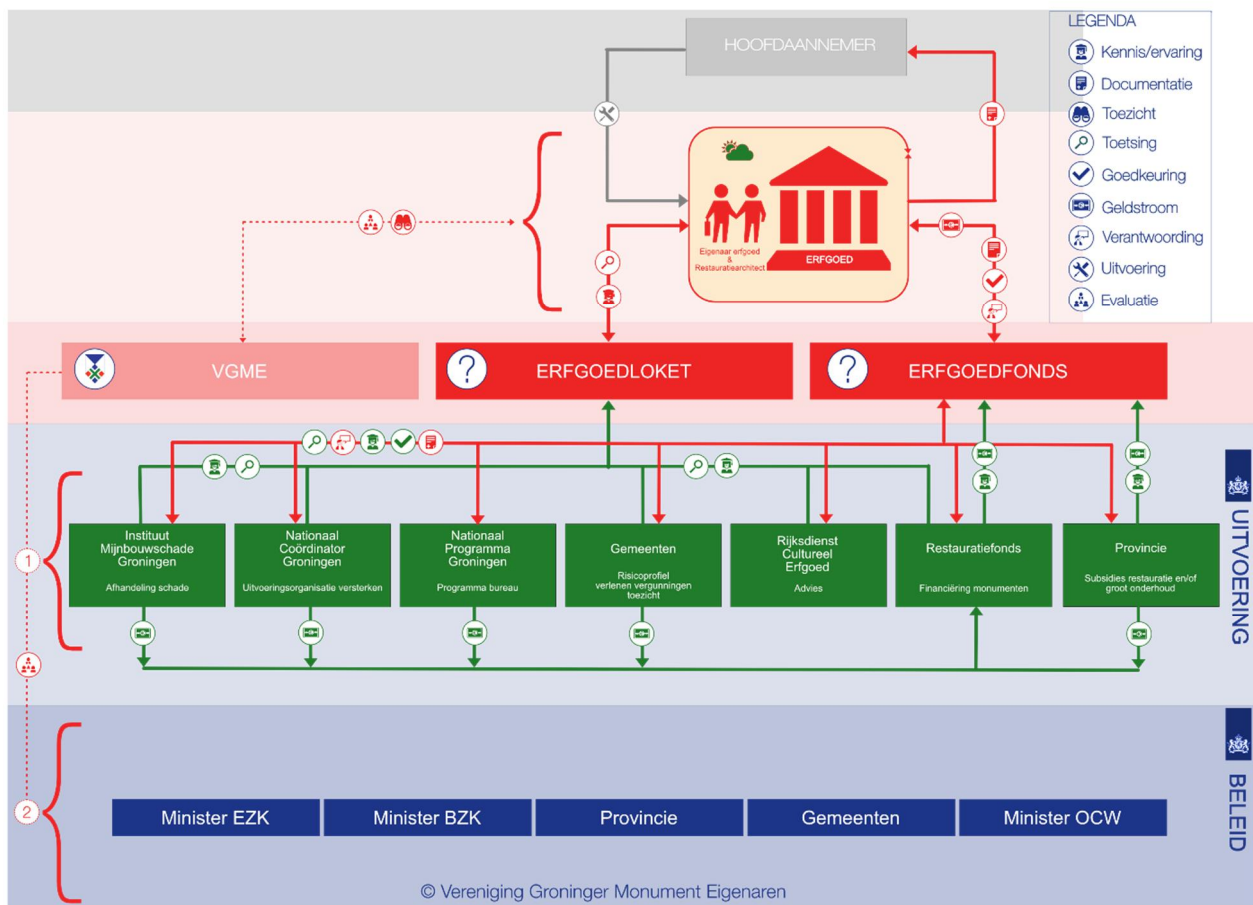 HOOFDAANNEMER
LEGENDA
Kennis/ervaring
Documentatie
Toezicht
Toetsing
Goedkeuring
Geldstroom
Verantwoording
Uitvoering
Evaluatie
Eigenaar erfgoed
&
Restauratiearchitect
ERFGOED
VGME
? ERFGOEDLOKET
? ERFGOEDFONDS
1
Instituut
Mijnbouwschade
Groningen
Afhandeling schade
Nationaal
Coördinator
Groningen
Uitvoeringsorganisatie versterken
Nationaal
Programma
Groningen
Programma bureau
Gemeenten
Risicoprofiel
verlenen vergunningen
toezicht
Rijksdienst
Cultureel
Erfgoed
Advies
Restauratiefonds
Financiëring monumenten
Provincie
Subsidies restauratie en/of
groot onderhoud
UITVOERING
2
Minister EZK
Minister BZK
Provincie
Gemeenten
Minister OCW
BELEID
© Vereniging Groninger Monument Eigenaren